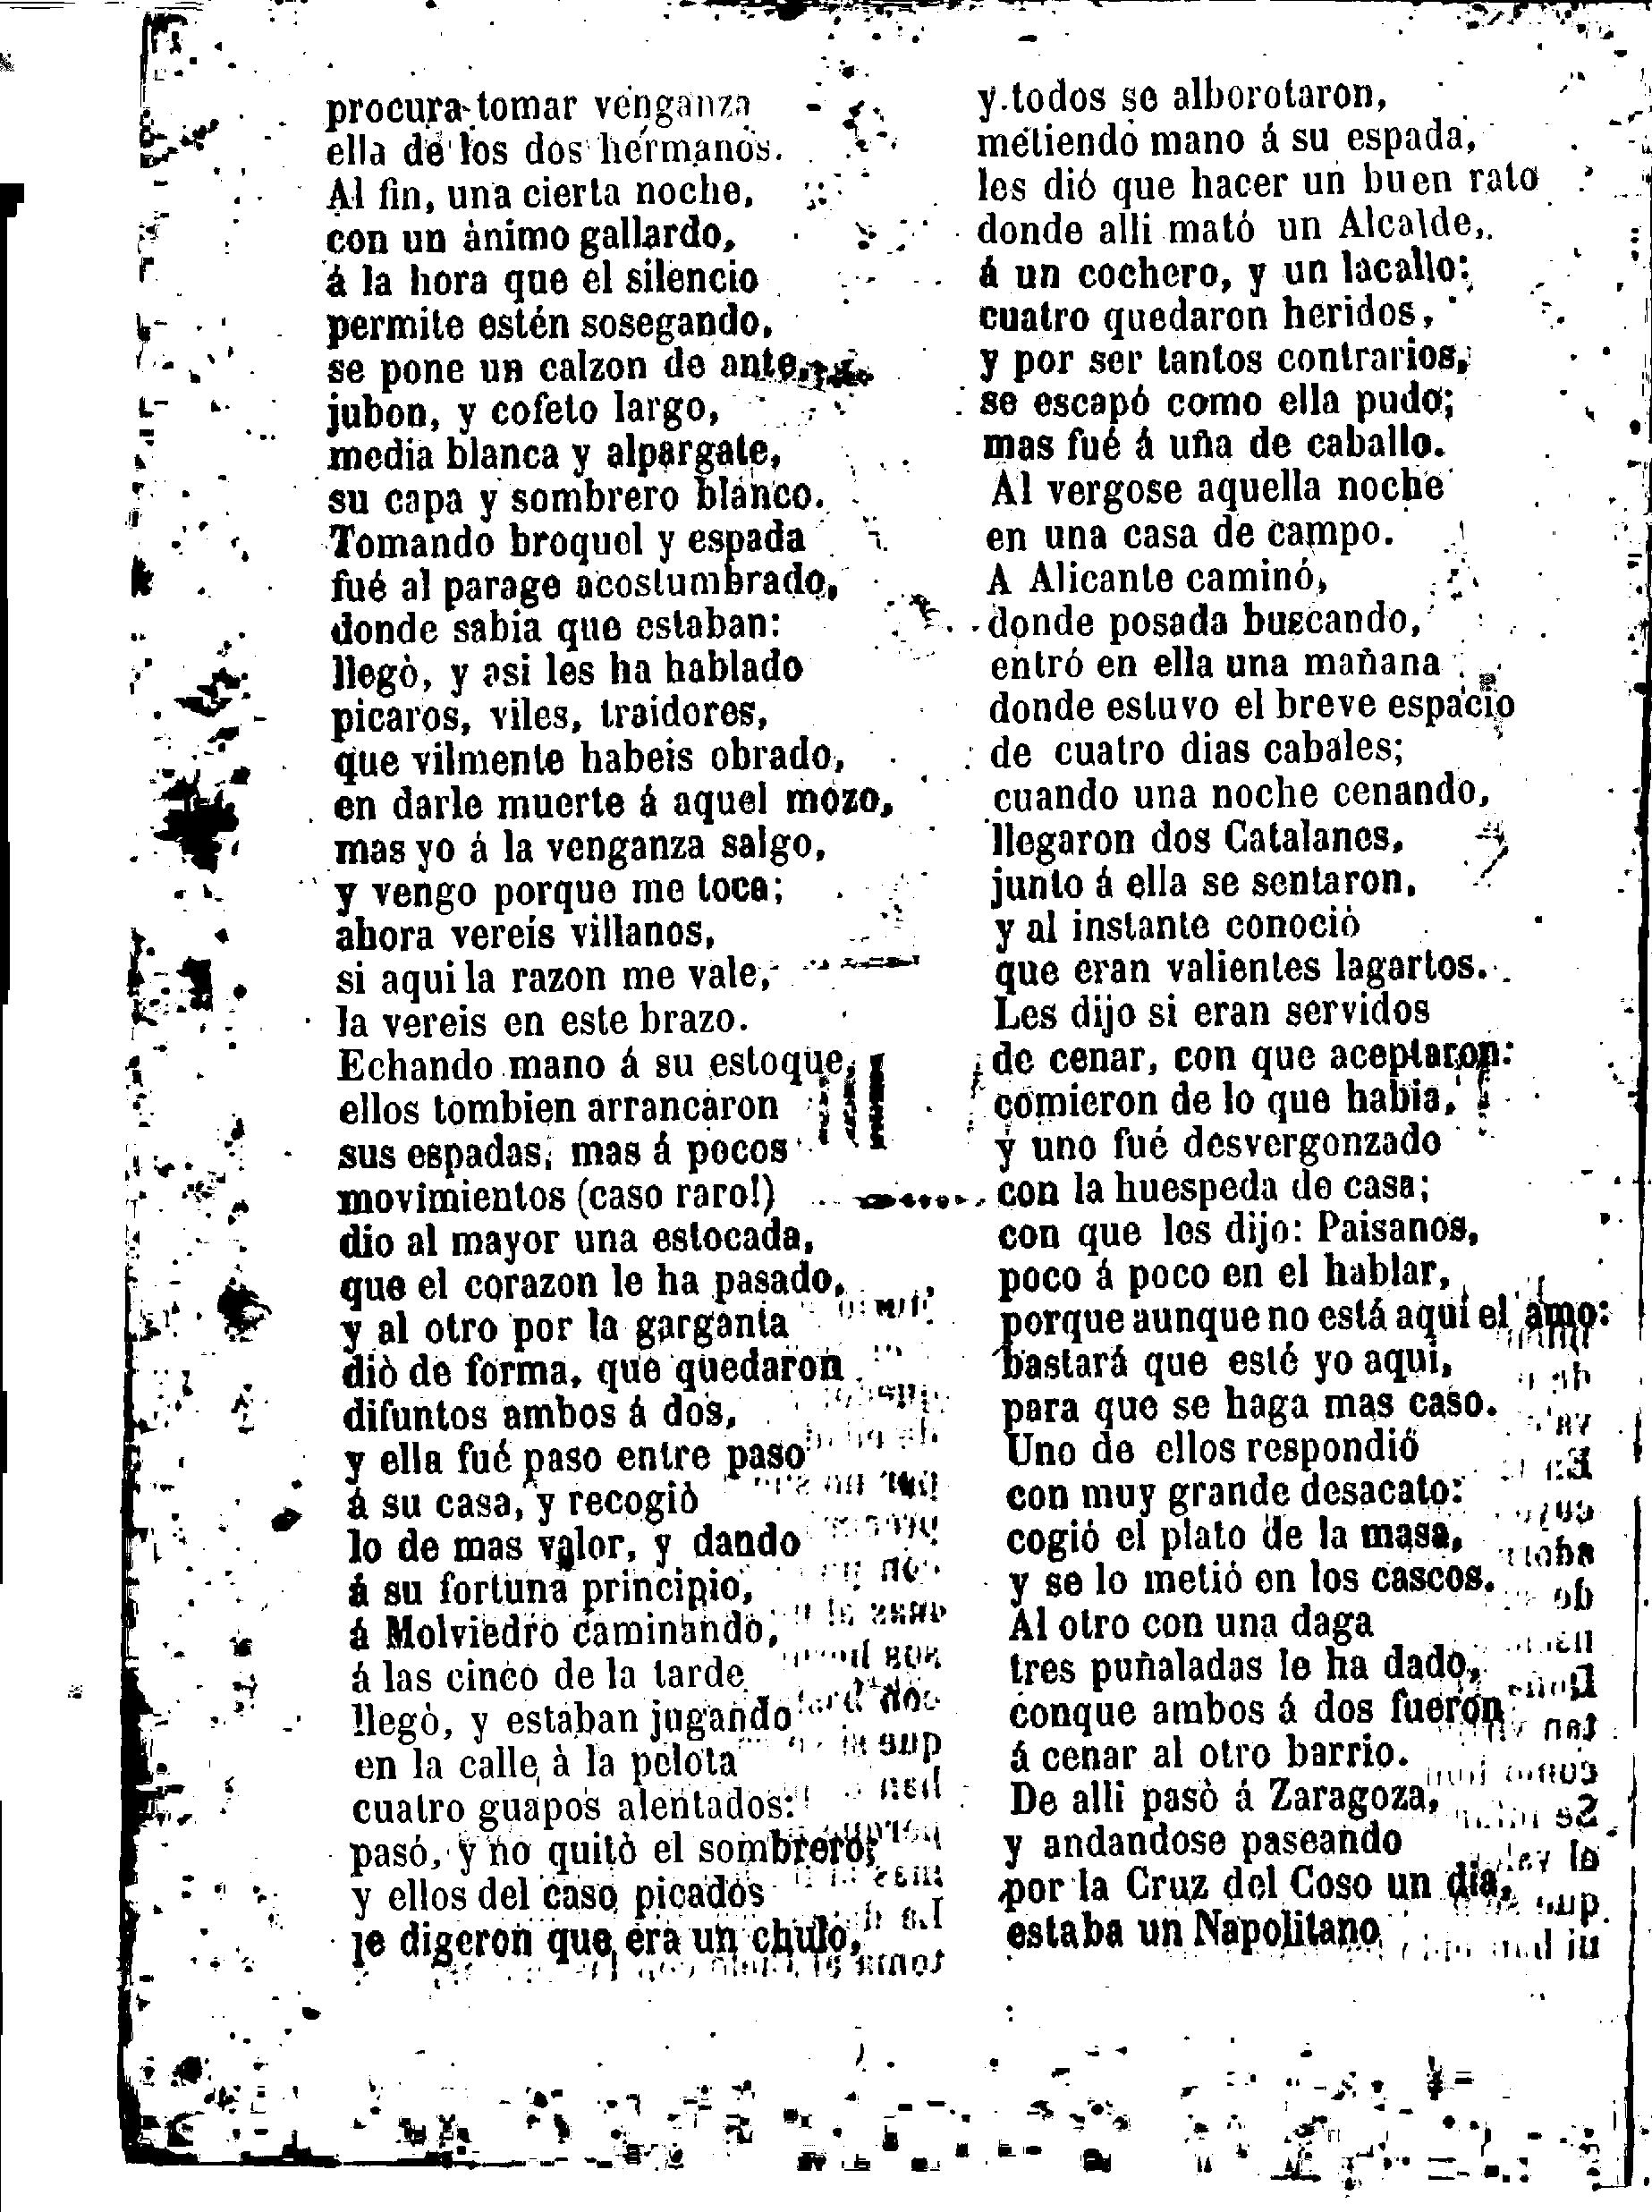 procura tomar venganza
ella de los dos hermanos.
Al fin, una cierta noche,
con un ànimo gallardo,
á la hora que el silencio
permite estén sosegando,
se pone un calzon de ante,
jubon, y coleto largo,
media blanca y alpargate,
su capa y sombrero blanco.
Tomando broquel y espada
fué al parage acostumbrado,
donde sabia que estaban:
llegò, y asi les ha hablado
picaros, viles, traidores,
que vilmente habeis obrado,
en darle muerte á aquel mozo,
mas yo á la venganza salgo,
y vengo porque me toca;
ahora vereis villanos,
si aqui la razon me vale,
la vereis en este brazo.
Echando mano á su estoque,
ellos tombien arrancaron
sus espadas, mas á pocos
movimientos (caso raro!)
dio al mayor una estocada,
que el corazon le ha pasado,
y al otro por la garganta
diò de forma, que quedaron
difuntos ambos á dos,
y ella fué paso entre paso
á su casa, y recogiò
lo de mas valor, y dando
á su fortuna principio,
á Molviedro caminando,
á las cinco de la tarde
llegò, y estaban jugando
en la calle à la pelota
cuatro guapos alentados:
pasó, y no quitò el sombrero;
y ellos del caso picados
le digeron que era un chulo,
y todos se alborotaron,
metiendo mano á su espada,
les dió que hacer un buen rato
donde alli mató un Alcalde,
á un cochero, y un lacallo:
cuatro quedaron heridos,
y por ser tantos contrarios,
se escapó como ella pudo;
mas fué á uña de caballo.
Al vergose aquella noche
en una casa de campo.
A Alicante caminó,
donde posada buscando,
entró en ella una mañana
donde estuvo el breve espacio
de cuatro dias cabales;
cuando una noche cenando,
llegaron dos Catalanes,
junto á ella se sentaron,
y al instante conoció
que eran valientes lagartos.
Les dijo si eran servidos
de cenar, con que aceptaron:
comieron de lo que habia,
y uno fué desvergonzado
con la huespeda de casa;
con que les dijo: Paisanos,
poco á poco en el hablar,
porque aunque no está aqui el amo:
bastará que esté yo aqui,
para que se haga mas caso.
Uno de ellos respondió
con muy grande desacato:
cogió el plato de la masa,
y se lo metió en los cascos.
Al otro con una daga
tres puñaladas le ha dado,
conque ambos á dos fueron
á cenar al otro barrio.
De alli pasò á Zaragoza,
y andandose paseando
por la Cruz del Coso un dia,
estaba un Napolitano